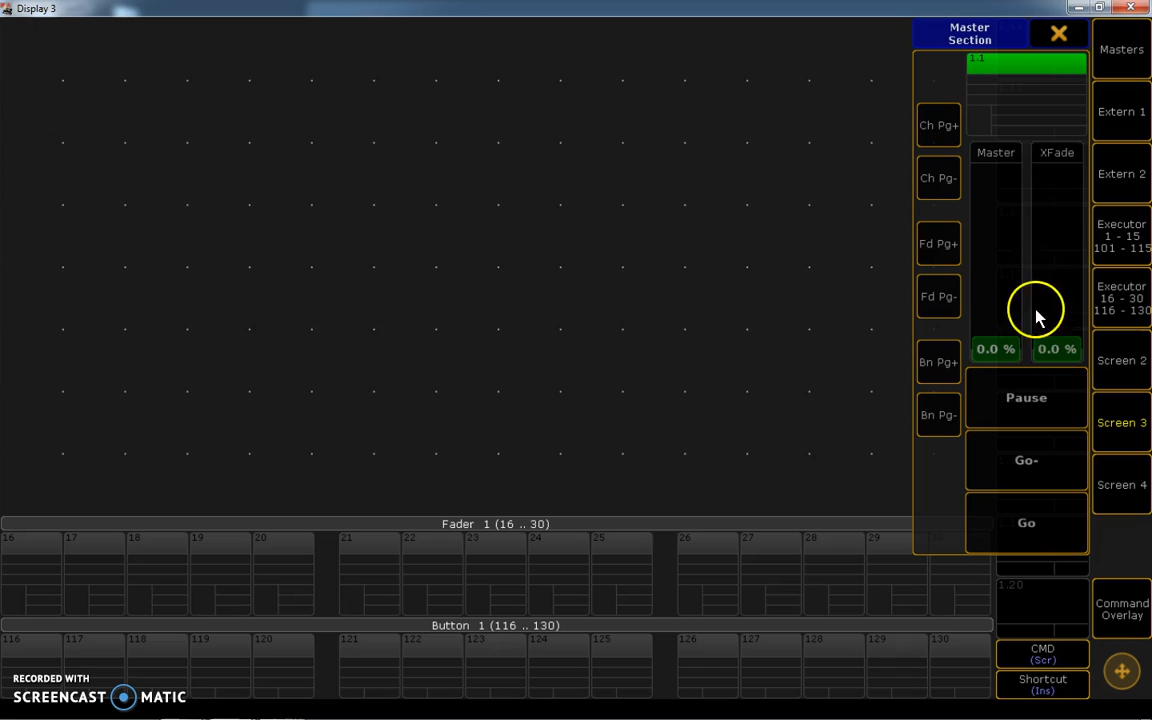 Display 3
Master
Section
Masters
1.1
Ch Pg+
Extern 1
Master
XFade
Ch Pg-
Extern 2
Fd Pg+
Executor
1 - 15
101 - 115
Fd Pg-
Executor
16 - 30
116 - 130
0.0 %
0.0 %
Bn Pg+
Screen 2
Pause
Bn Pg-
Screen 3
Go-
Screen 4
Go
Fader 1 (16 .. 30)
16
17
18
19
20
21
22
23
24
25
26
27
28
29
1.20
Command
Overlay
Button 1 (116 .. 130)
116
117
118
119
120
121
122
123
124
125
126
127
128
129
130
CMD
(Scr)
Shortcut
(Ins)
RECORDED WITH
SCREENCAST MATIC